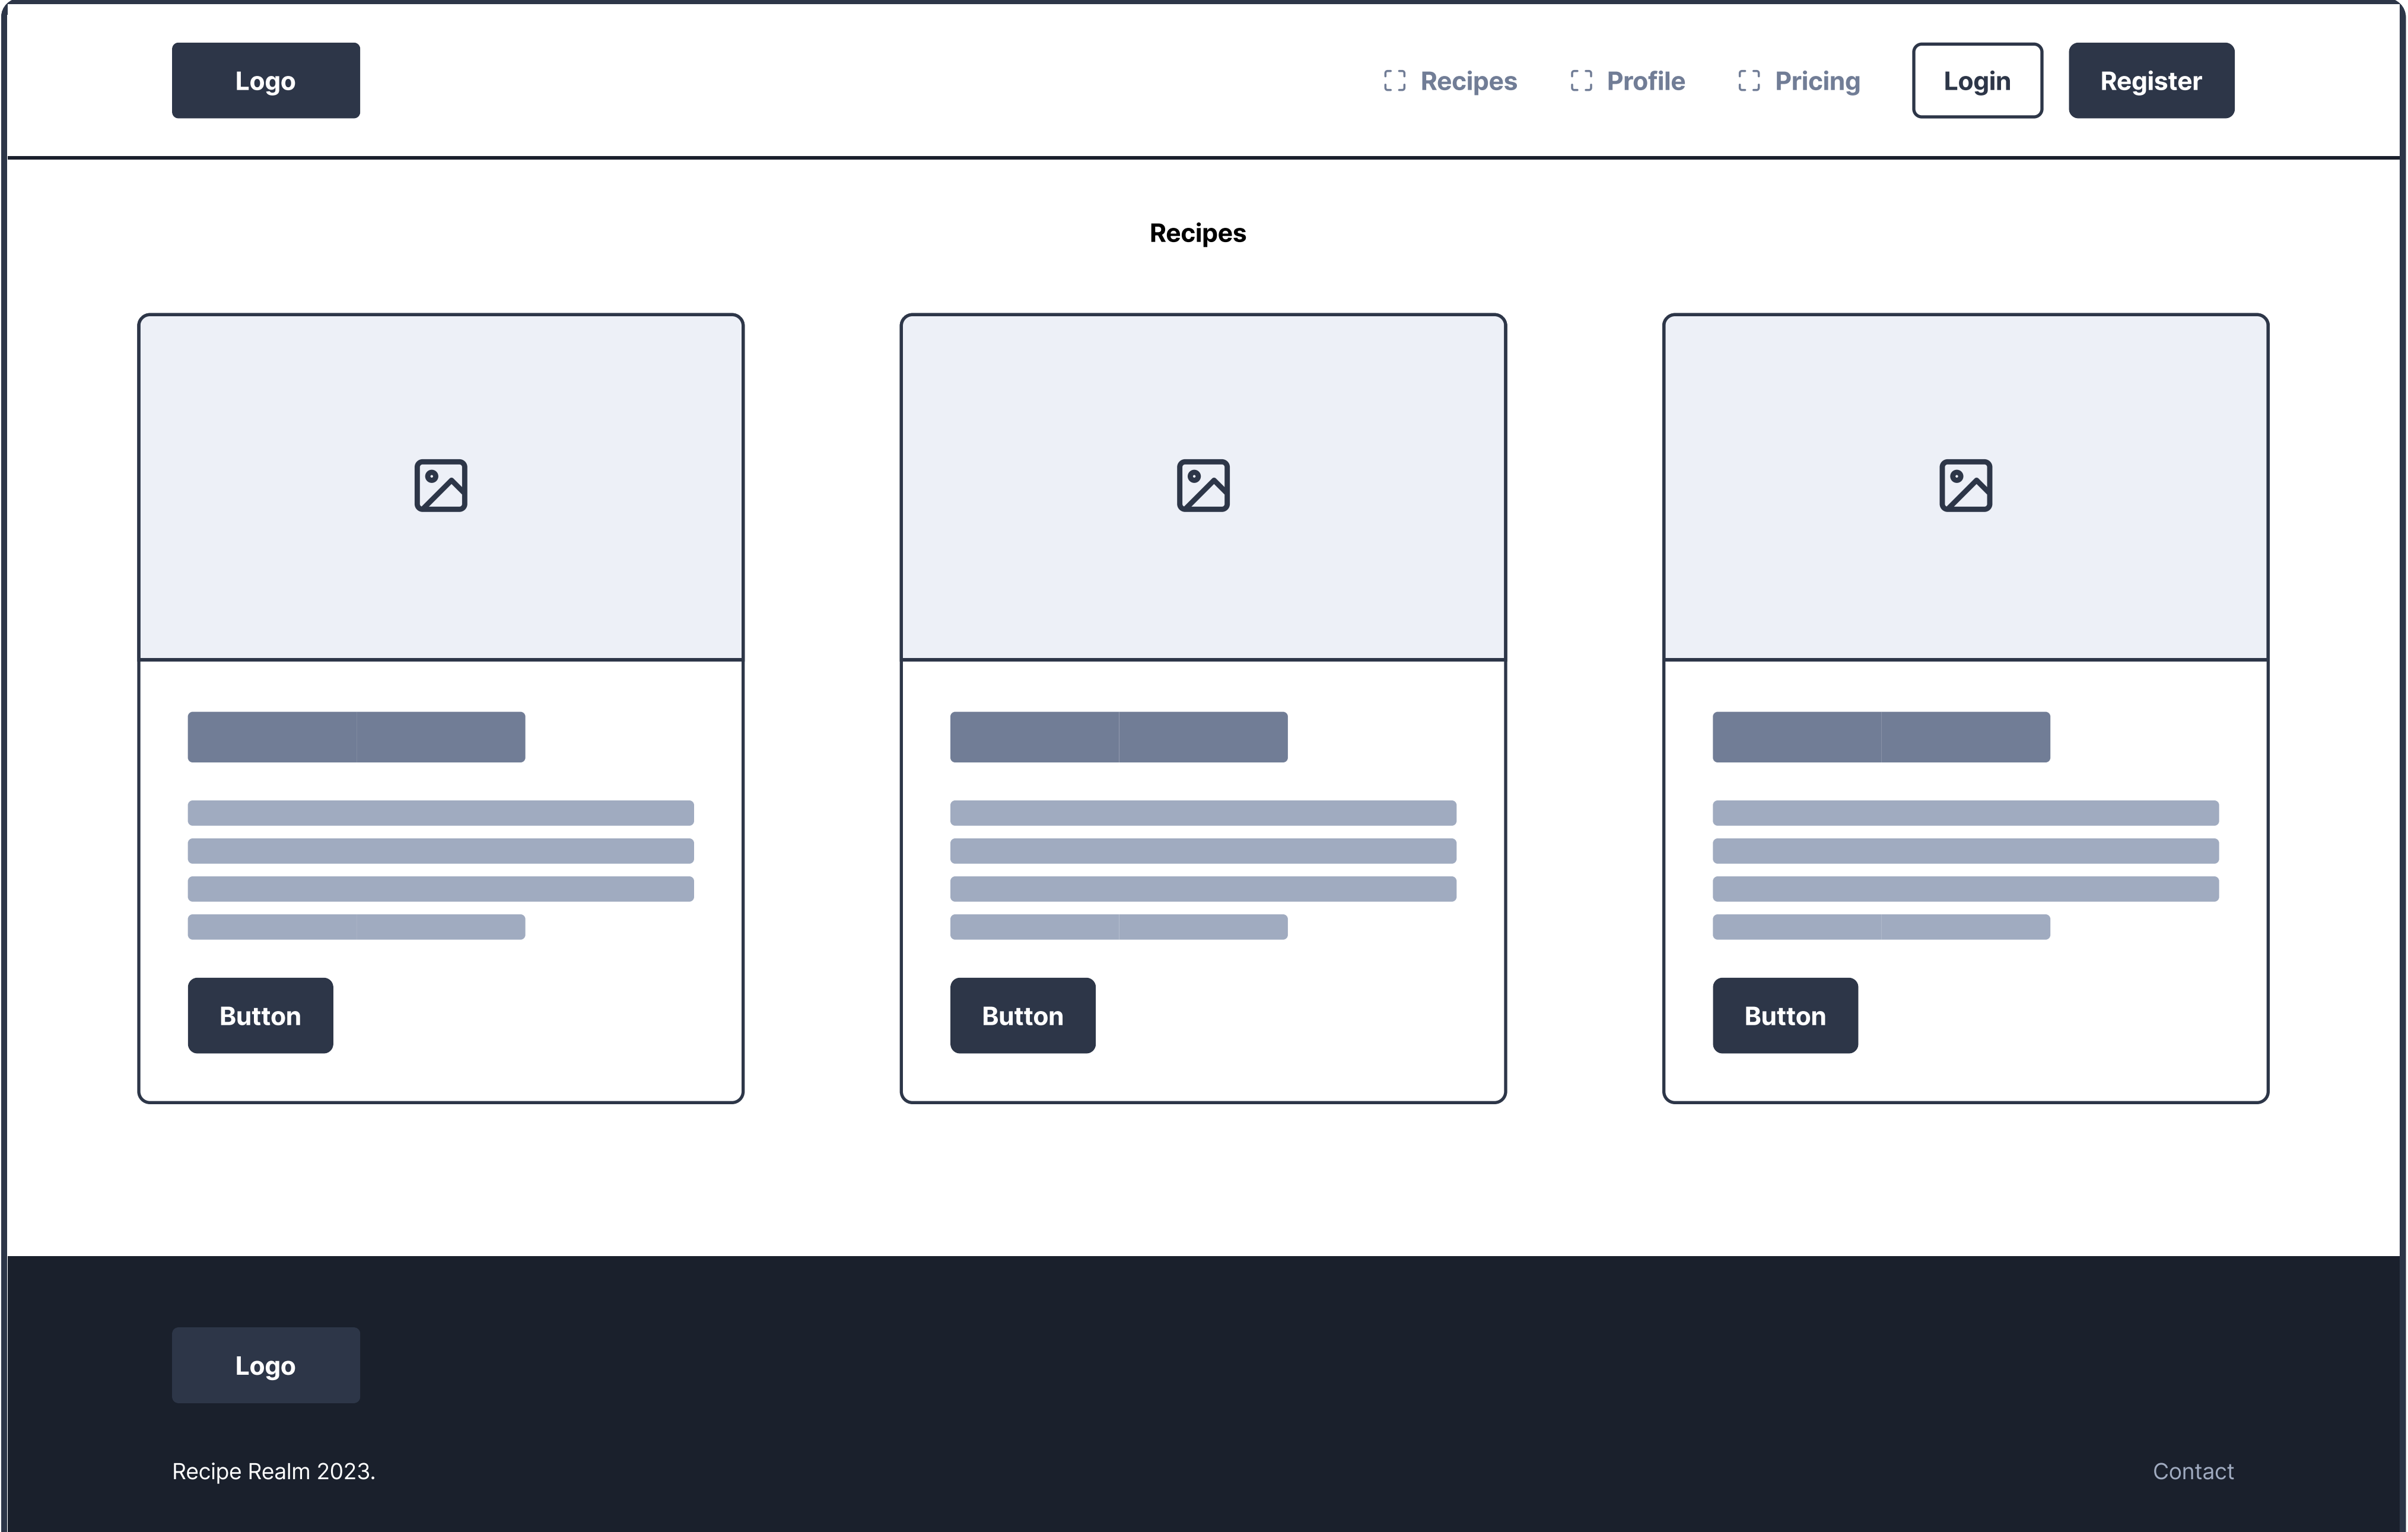 Logo
Recipes
Profile
Pricing
Login
Register
Recipes
Button
Button
Button
Logo
Recipe Realm 2023.
Contact